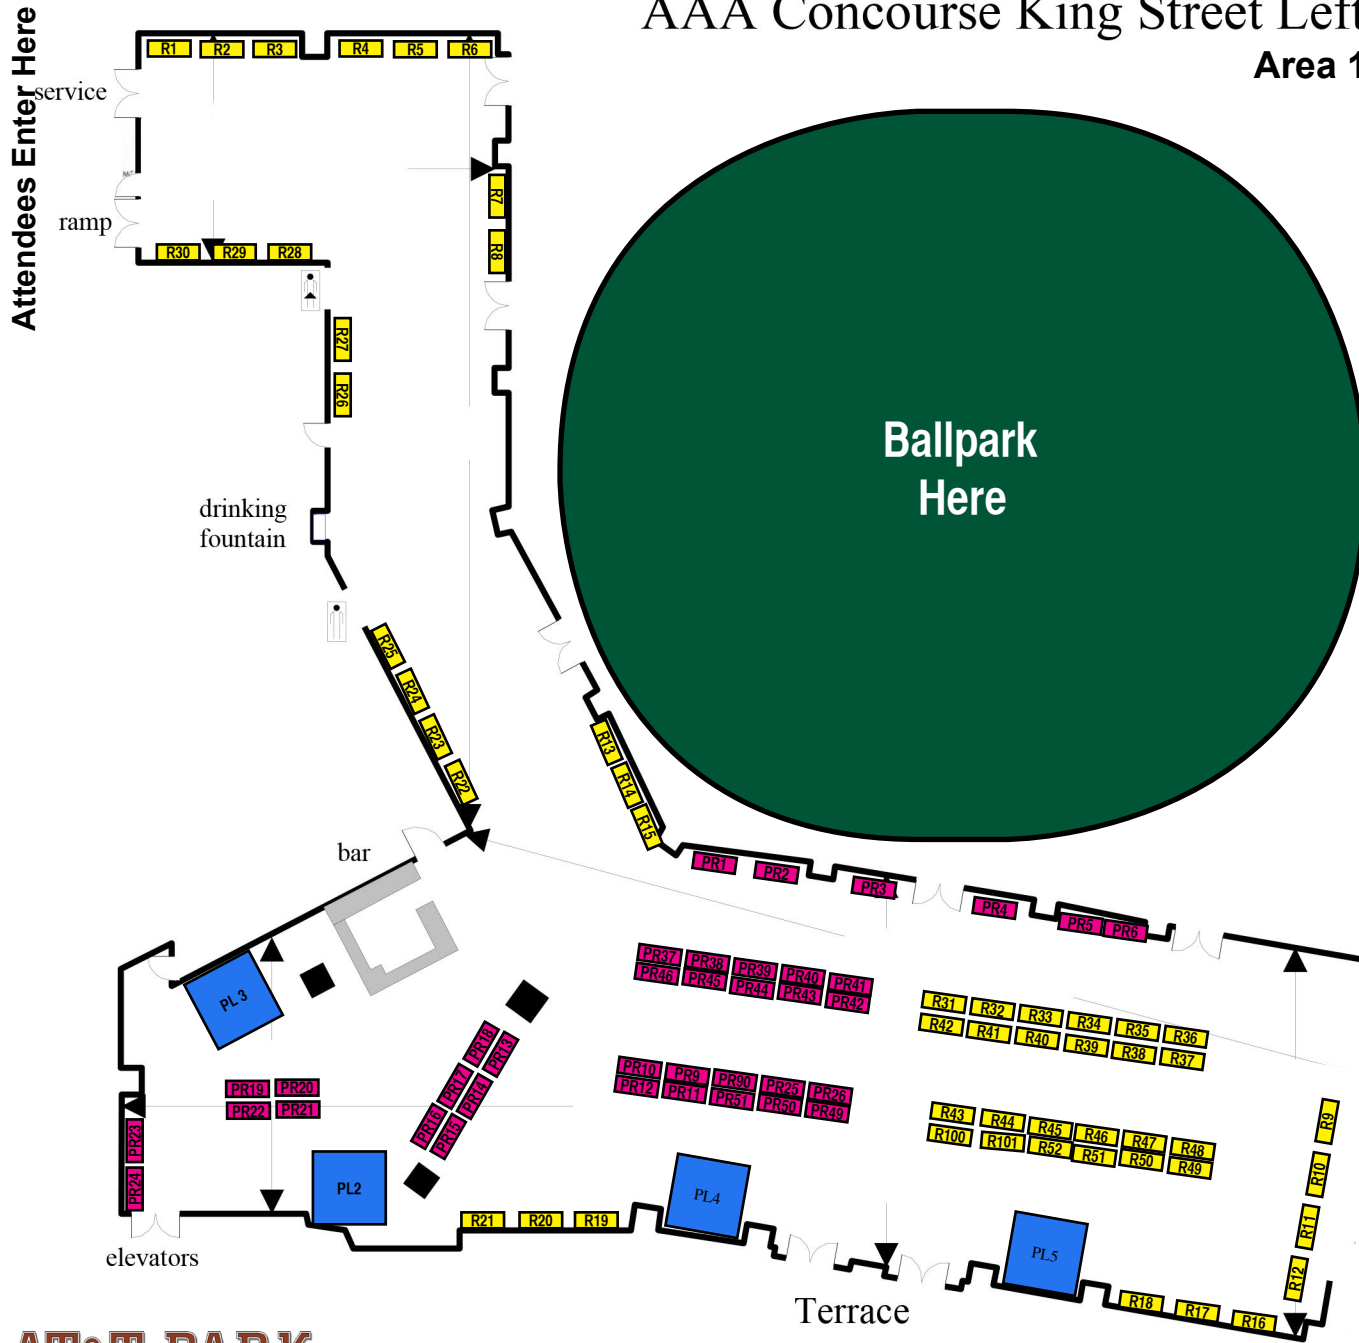 AAA Concourse King Street Left
Area 1
Attendees Enter Here
R1 R2 R3 R4 R5 R6
service
R7
ramp
R8
R30 R29 R28
R27
R26
Ballpark
Here
drinking
fountain
R25
R24
R23
R22
R13
R14
R15
bar
PR1 PR2 PR3 PR4 PR5 PR6
PR37 PR38 PR39 PR40 PR41
PR46 PR45 PR44 PR43 PR42
PL 3
R31 R32 R33 R34 R35 R36
R42 R41 R40 R39 R38 R37
PR18 PR13
PR17 PR14
PR16 PR15
PR10 PR9 PR90 PR25 PR26
PR12 PR11 PR51 PR50 PR49
PR19 PR20
PR22 PR21
PR23
PR24
R43 R44 R45 R46 R47 R48
R100 R101 R52 R51 R50 R49
R9
R10
R11
R12
PL2
PL4
PL5
R21 R20 R19
elevators
R18 R17 R16
Terrace
AT&T PARK